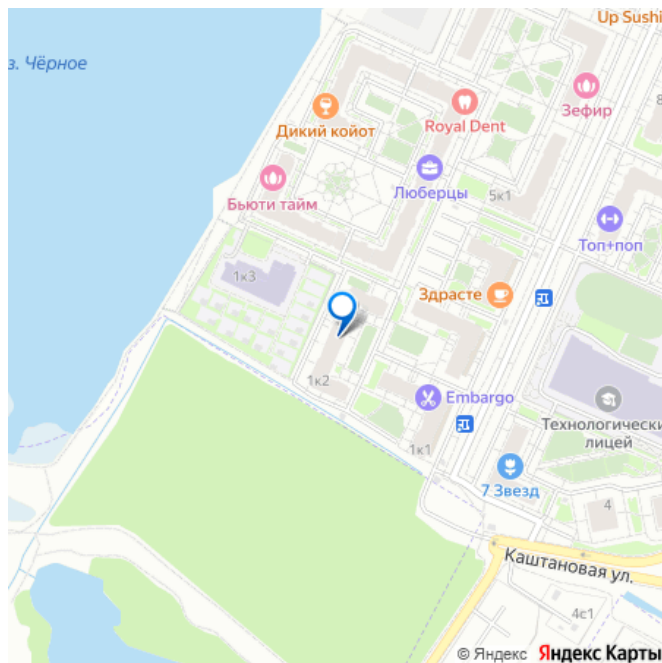 Up Sushi
з. Чёрное
Зефир
Дикий койот
Royal Dent
Люберцы
5к1
Бьюти тайм
Топ+поп
1к3
Здрасте
1к2
Embargo
Технологически
лицей
1к1
7 Звезд
4
Каштановая ул.
4с1
© Яндекс Яндекс Карты